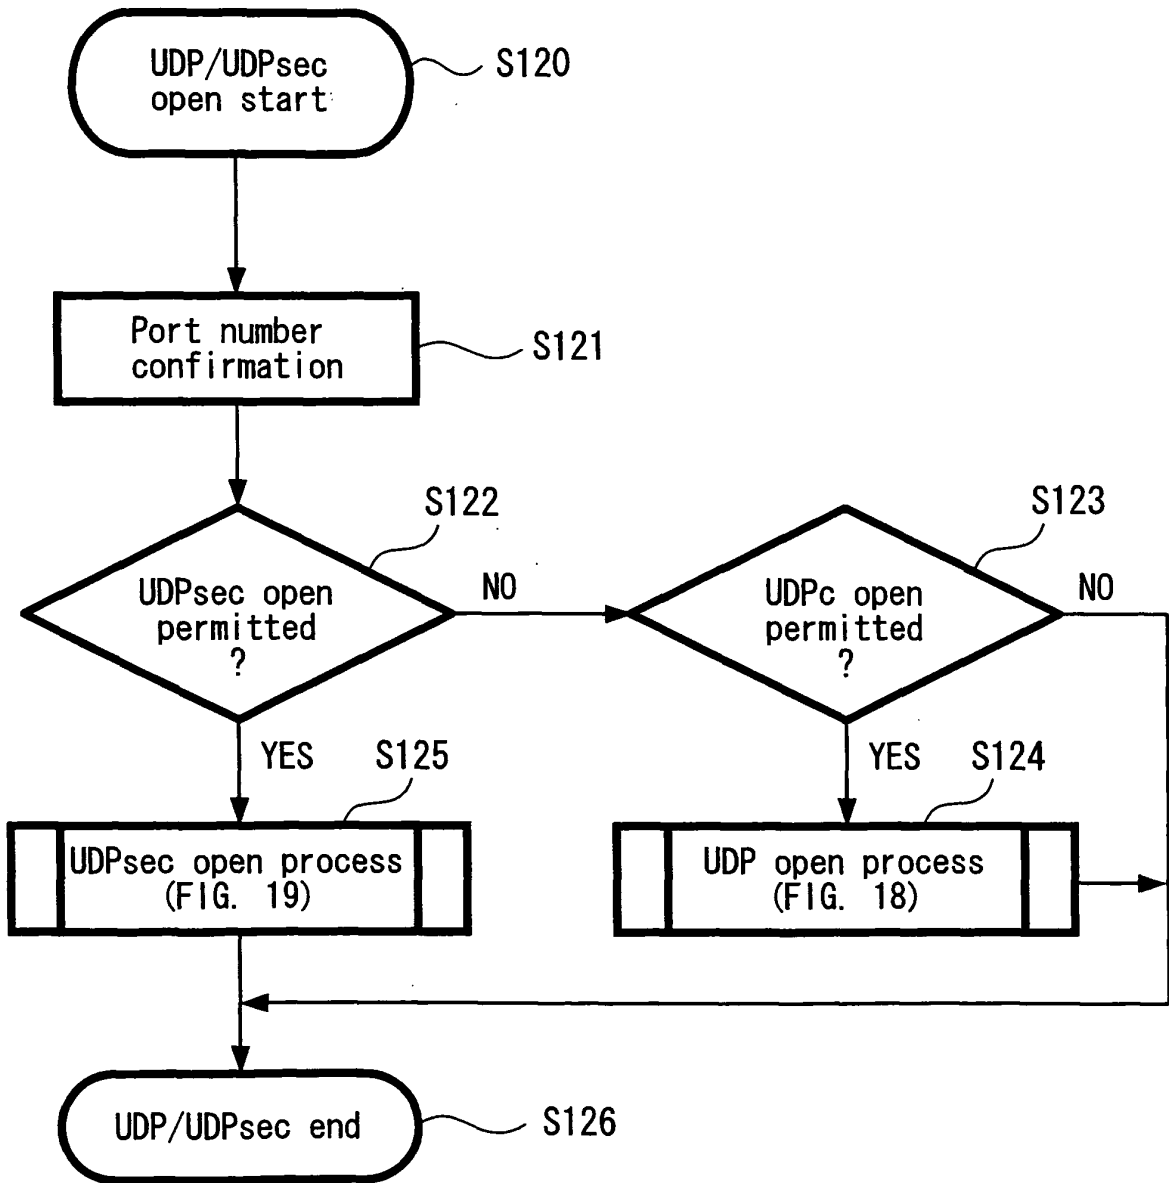 UDP/UDPsec
open start
S120
Port number
confirmation
S121
S122
UDPsec open
permitted
?
NO
S123
UDPc open
permitted
?
NO
YES
S125
UDPsec open process
(FIG. 19)
YES
S124
UDP open process
(FIG. 18)
UDP/UDPsec end
S126